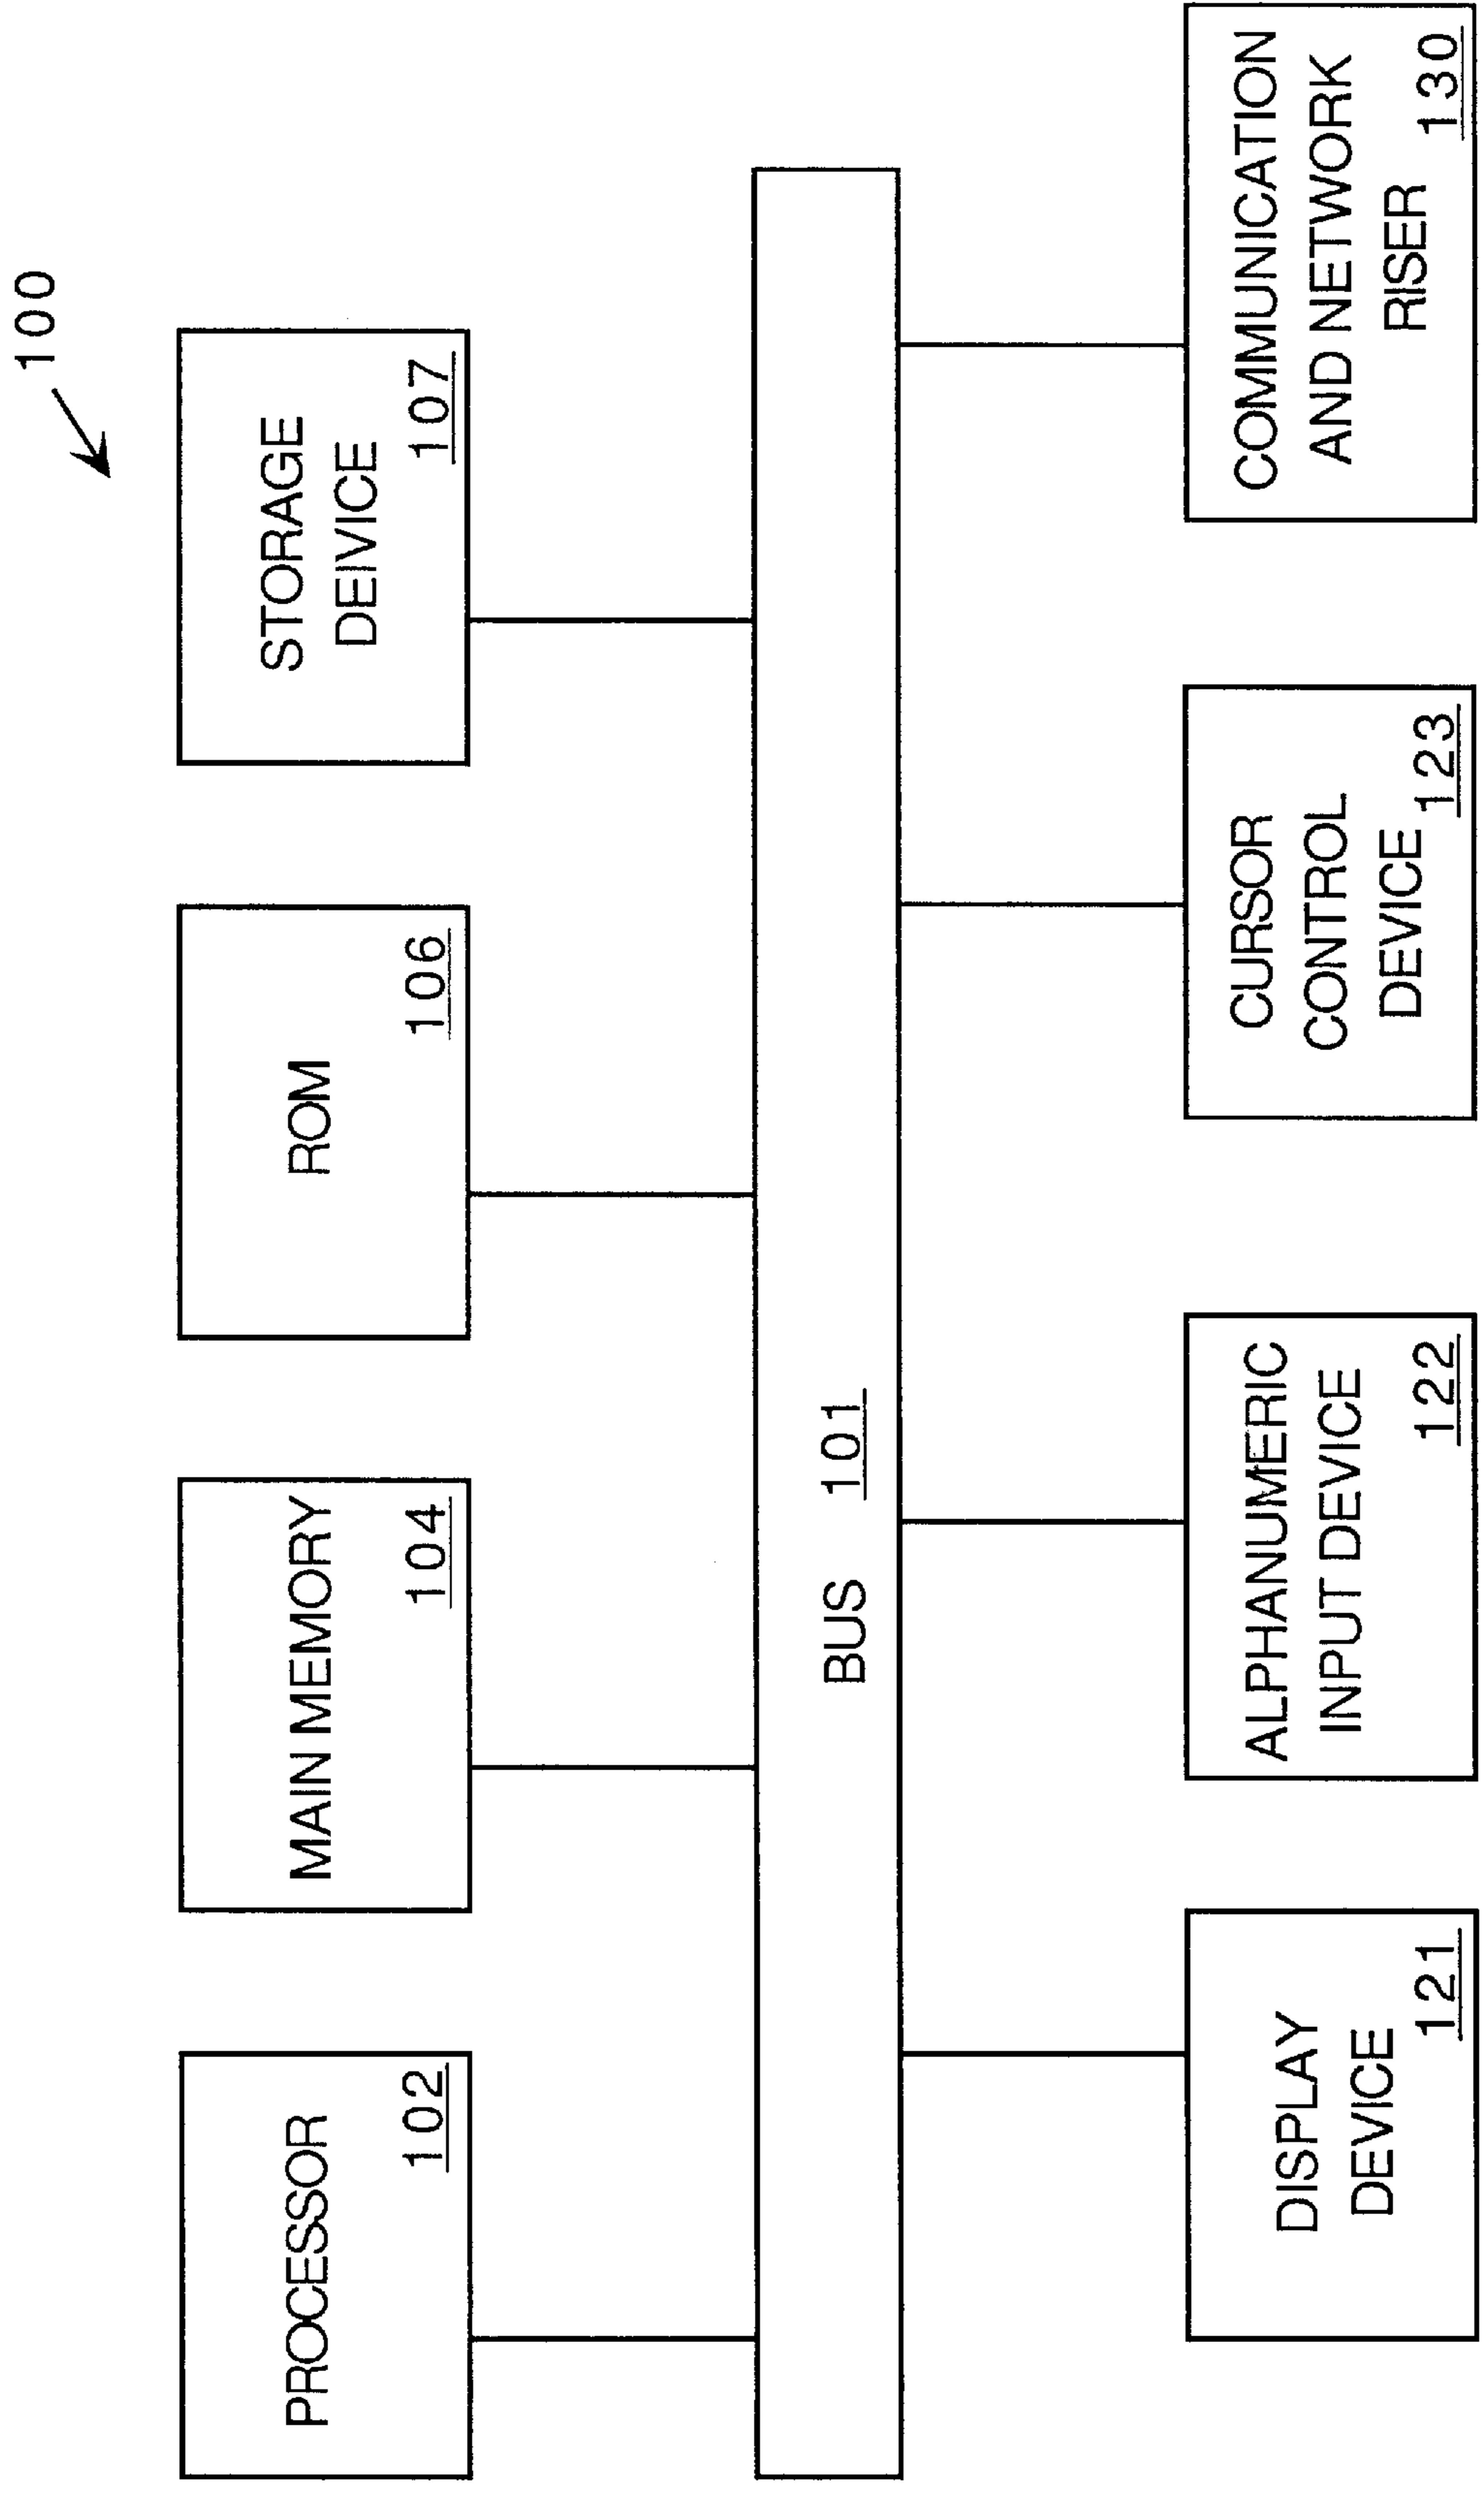 100
PROCESSOR
102
MAIN MEMORY
104
ROM
106
STORAGE
DEIVICE
107
BUS 101
DISPLAY
DEVICE
121
ALPHANUMERIC
INPUT DEVICE
122
CURSOR
CONTROL
DEVICE
123
COMMUNICATION
AND NETWORK
RISER
130